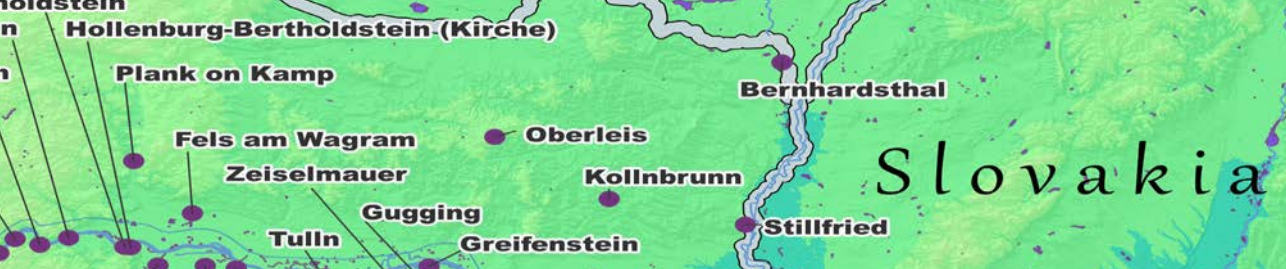 Hollenburg-Bertholdstein (Kirche)
Plank on Kamp
Bernhardsthal
Fels am Wagram
Oberleis
Zeiselmauer
Kollnbrunn
Slovakia
Gugging
Stillfried
Tulln
Greifenstein